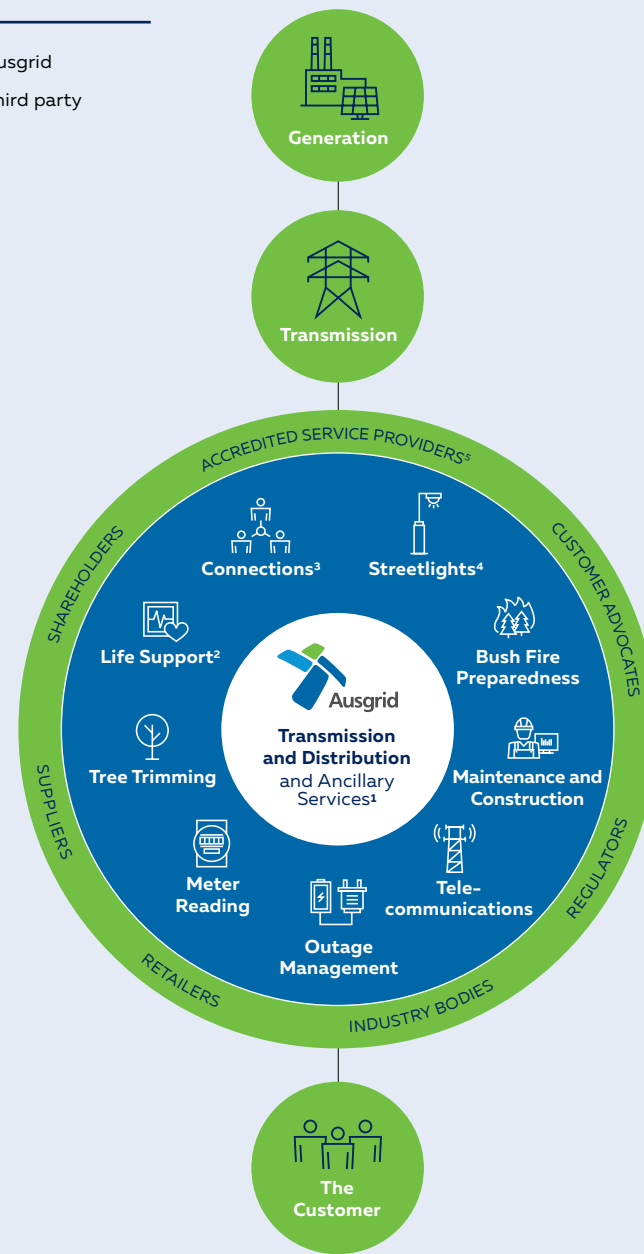 usgrid
hird party
Generation
Transmission
ACCREDITED SERVICE PROVIDERS⁵
SHAREHOLDERS
CUSTOMER ADVOCATES
Connections³
Streetlights⁴
Life Support²
Bush Fire
Preparedness
Ausgrid
Transmission
and Distribution
and Ancillary
Services¹
Tree Trimming
Maintenance and
Construction
SUPPLIERS
REGULATORS
Meter
Reading
Tele-
communications
Outage
Management
RETAILERS
INDUSTRY BODIES
The
Customer